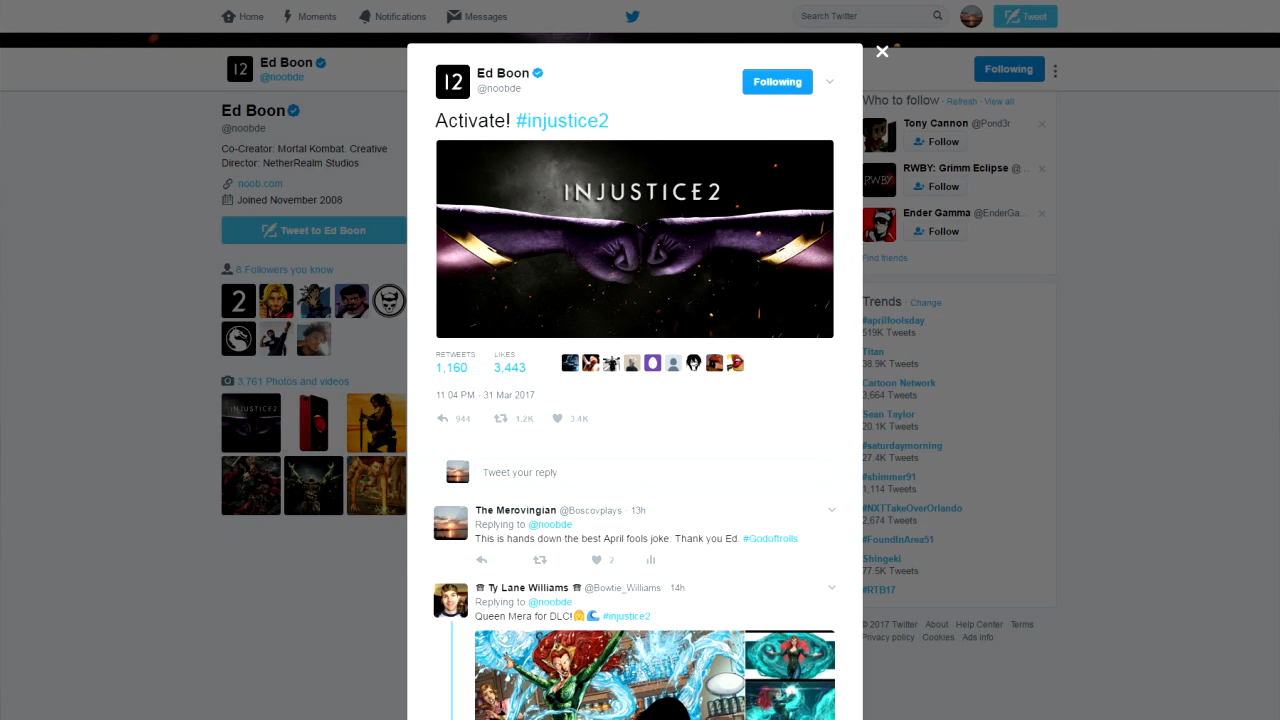 Home
Moments
Notifications
Messages
Search Twitter
Tweet
12
Ed Boon
@noobde
Following
Ed Boon
@noobde
Co-Creator: Mortal Kombat. Creative
Director: NetherRealm Studios
noob.com
Joined November 2008
Tweet to Ed Boon
6 Followers you know
2
3,761 Photos and videos
INJUSTICE2
12
Ed Boon
@noobde
Following
Activate! #injustice2
INJUSTICE2
RETWEETS
LIKES
1,160
3,443
11:04 PM - 31 Mar 2017
944
1.2K
3.4K
Tweet your reply
The Merovingian @Boscovplays · 13h
Replying to @noobde
This is hands down the best April fools joke. Thank you Ed. #Godoftrolls
2
☎ Ty Lane Williams ☎ @Bowtie_Williams · 14h
Replying to @noobde
Queen Mera for DLC!👩🌊 #injustice2
Who to follow · Refresh · View all
Tony Cannon @Pond3r
Follow
RWBY
RWBY: Grimm Eclipse @...
Follow
Ender Gamma @EnderGa...
Follow
Find friends
Trends · Change
#aprilfoolsday
519K Tweets
Titan
38.9K Tweets
Cartoon Network
3,664 Tweets
Sean Taylor
20.1K Tweets
#saturdaymorning
27.4K Tweets
#shimmer91
1,114 Tweets
#NXTTakeOverOrlando
2,674 Tweets
#FoundInArea51
Shingeki
77.5K Tweets
#RTB17
© 2017 Twitter About Help Center Terms
Privacy policy Cookies Ads info